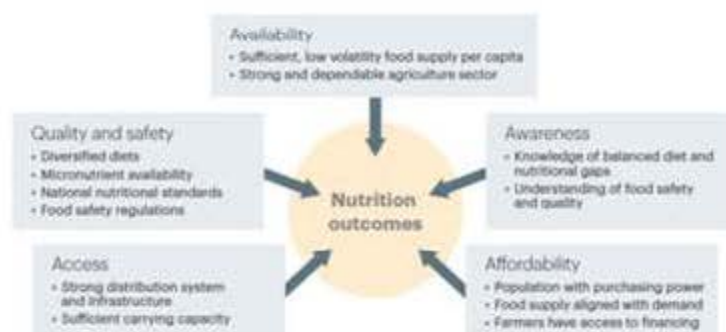 Availability
• Sufficient, low volatility food supply per capita
• Strong and dependable agriculture sector
Quality and safety
• Diversified diets
• Micronutrient availability
• National nutritional standards
• Food safety regulations
Awareness
• Knowledge of balanced diet and
nutritional gaps
• Understanding of food safety
and quality
Nutrition
outcomes
Access
• Strong distribution system
and infrastructure
• Sufficient carrying capacity
Affordability
• Population with purchasing power
• Food supply aligned with demand
• Farmers have access to financing